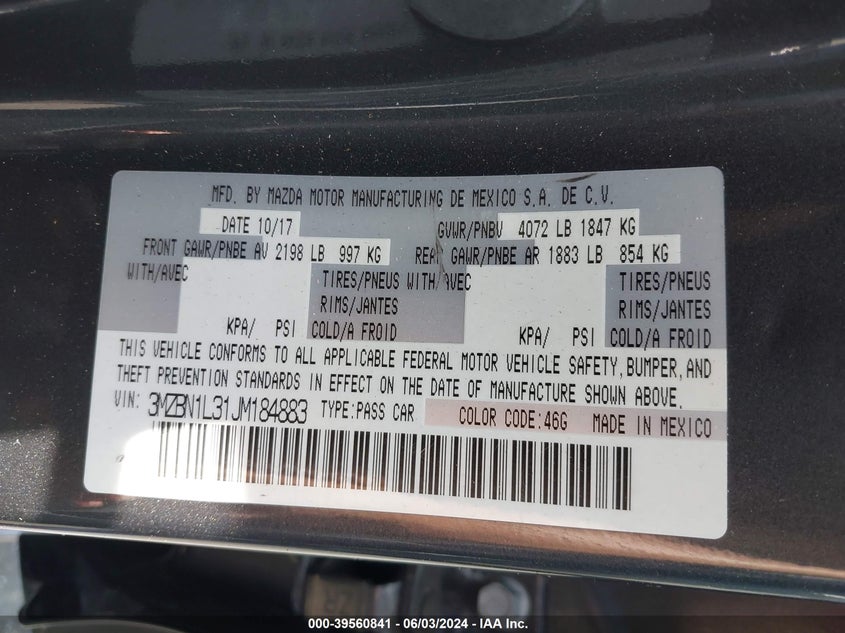 MFD. BY MAZDA MOTOR MANUFACTURING DE MEXICO S.A. DE C.V.
DATE 10/17 GVWR/PNBV 4072 LB 1847 KG
FRONT GAWR/PNBE AV 2198 LB 997 KG REAR GAWR/PNBE AR 1883 LB 854 KG
WITH/AVEC TIRES/PNEUS WITH/AVEC TIRES/PNEUS
RIMS/JANTES RIMS/JANTES
KPA/ PSI COLD/A FROID KPA/ PSI COLD/A FROID
THIS VEHICLE CONFORMS TO ALL APPLICABLE FEDERAL MOTOR VEHICLE SAFETY, BUMPER, AND
THEFT PREVENTION STANDARDS IN EFFECT ON THE DATE OF MANUFACTURE SHOWN ABOVE.
VIN: 3MZBN1L31JM184883 TYPE:PASS CAR COLOR CODE:46G MADE IN MEXICO
000-39560841 - 06/03/2024 - IAA Inc.